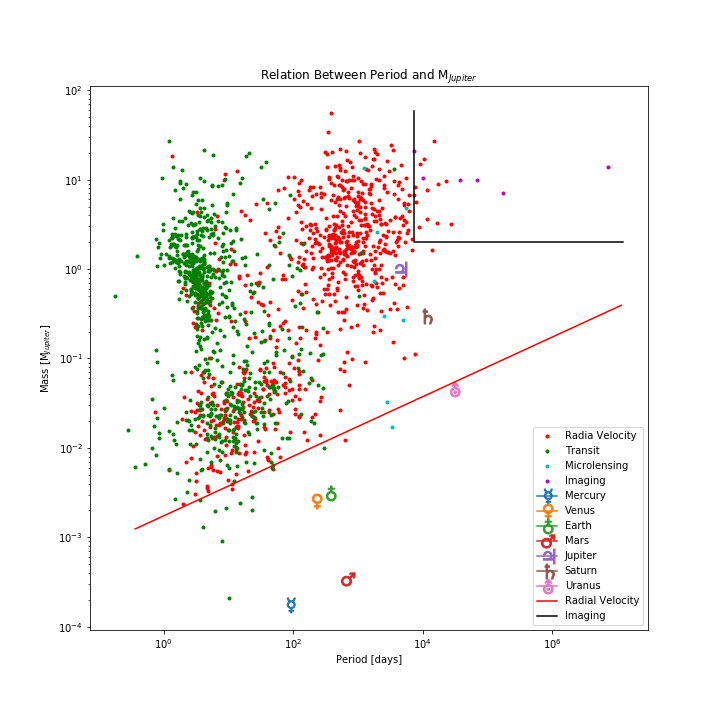 Relation Between Period and M_Jupiter
10^2
10^1
10^0
10^-1
10^-2
10^-3
10^-4
Mass [M_Jupiter]
10^0 10^2 10^4 10^6
Period [days]
Radia Velocity
Transit
Microlensing
Imaging
Mercury
Venus
Earth
Mars
Jupiter
Saturn
Uranus
Radial Velocity
Imaging